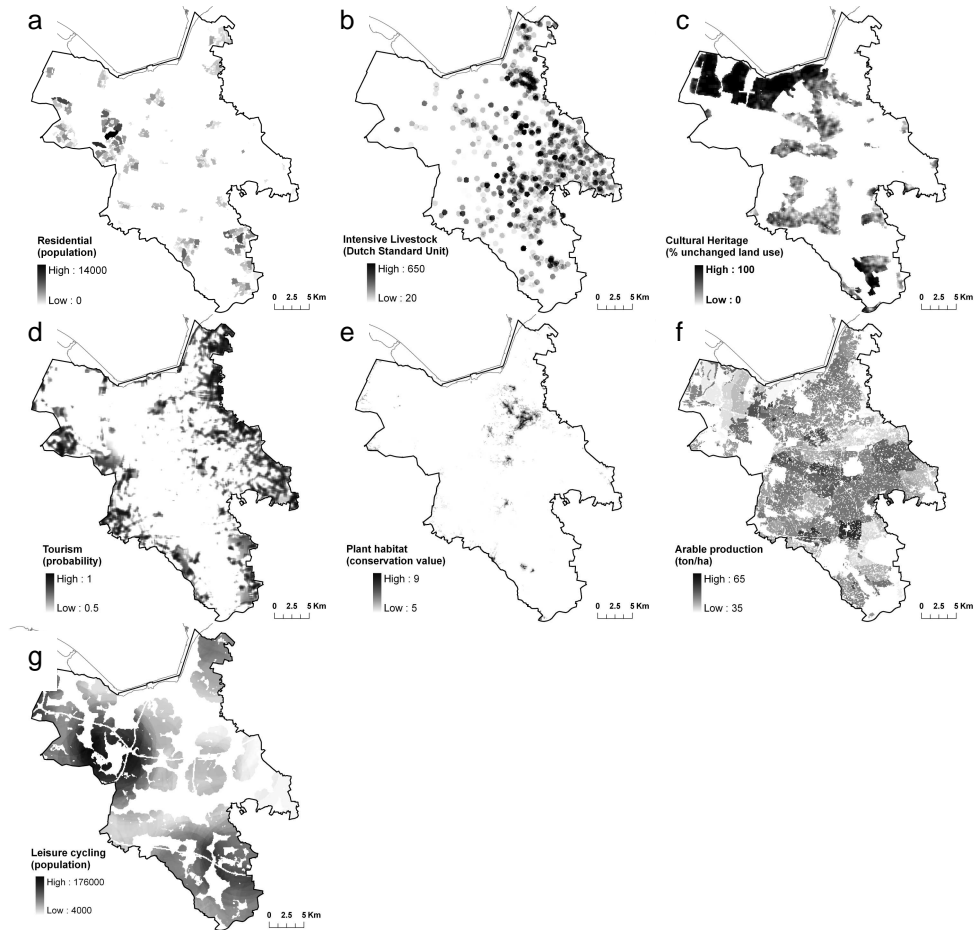 a
Residential
(population)
High : 14000
Low : 0
0 2.5 5 Km
b
Intensive Livestock
(Dutch Standard Unit)
High : 650
Low : 20
0 2.5 5 Km
c
Cultural Heritage
(% unchanged land use)
High : 100
Low : 0
0 2.5 5 Km
d
Tourism
(probability)
High : 1
Low : 0.5
0 2.5 5 Km
e
Plant habitat
(conservation value)
High : 9
Low : 5
0 2.5 5 Km
f
Arable production
(ton/ha)
High : 65
Low : 35
0 2.5 5 Km
g
Leisure cycling
(population)
High : 176000
Low : 4000
0 2.5 5 Km